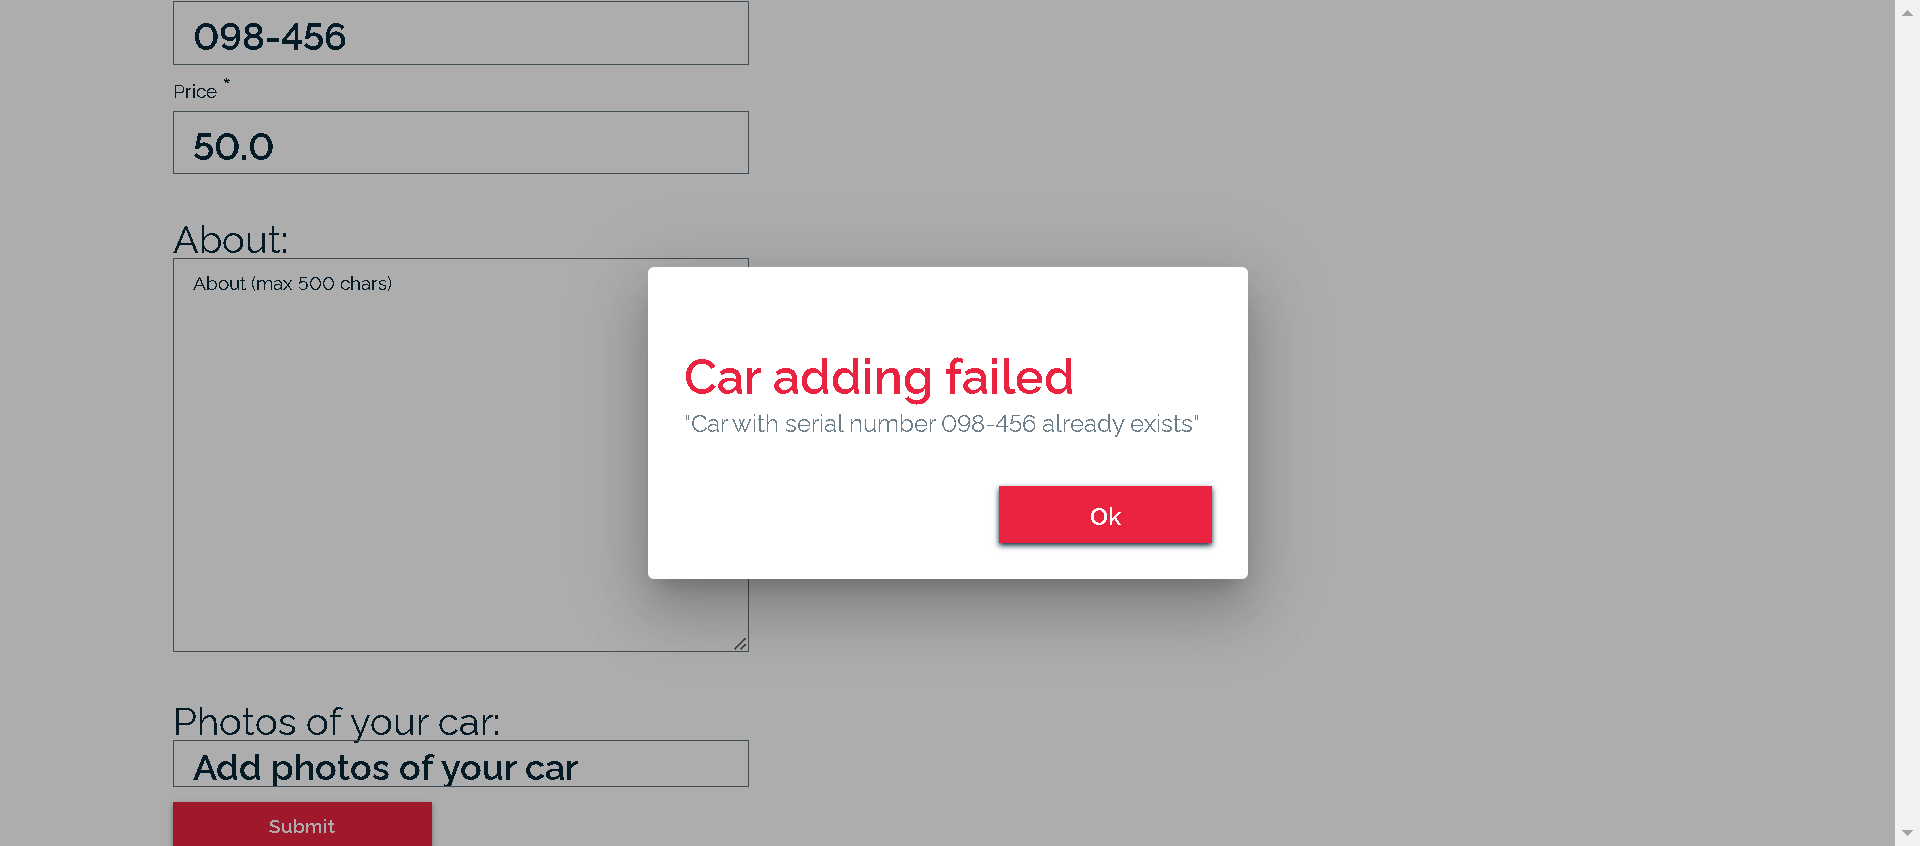 098-456
Price *
50.0
About:
About (max 500 chars)
Car adding failed
"Car with serial number 098-456 already exists"
Ok
Photos of your car:
Add photos of your car
Submit